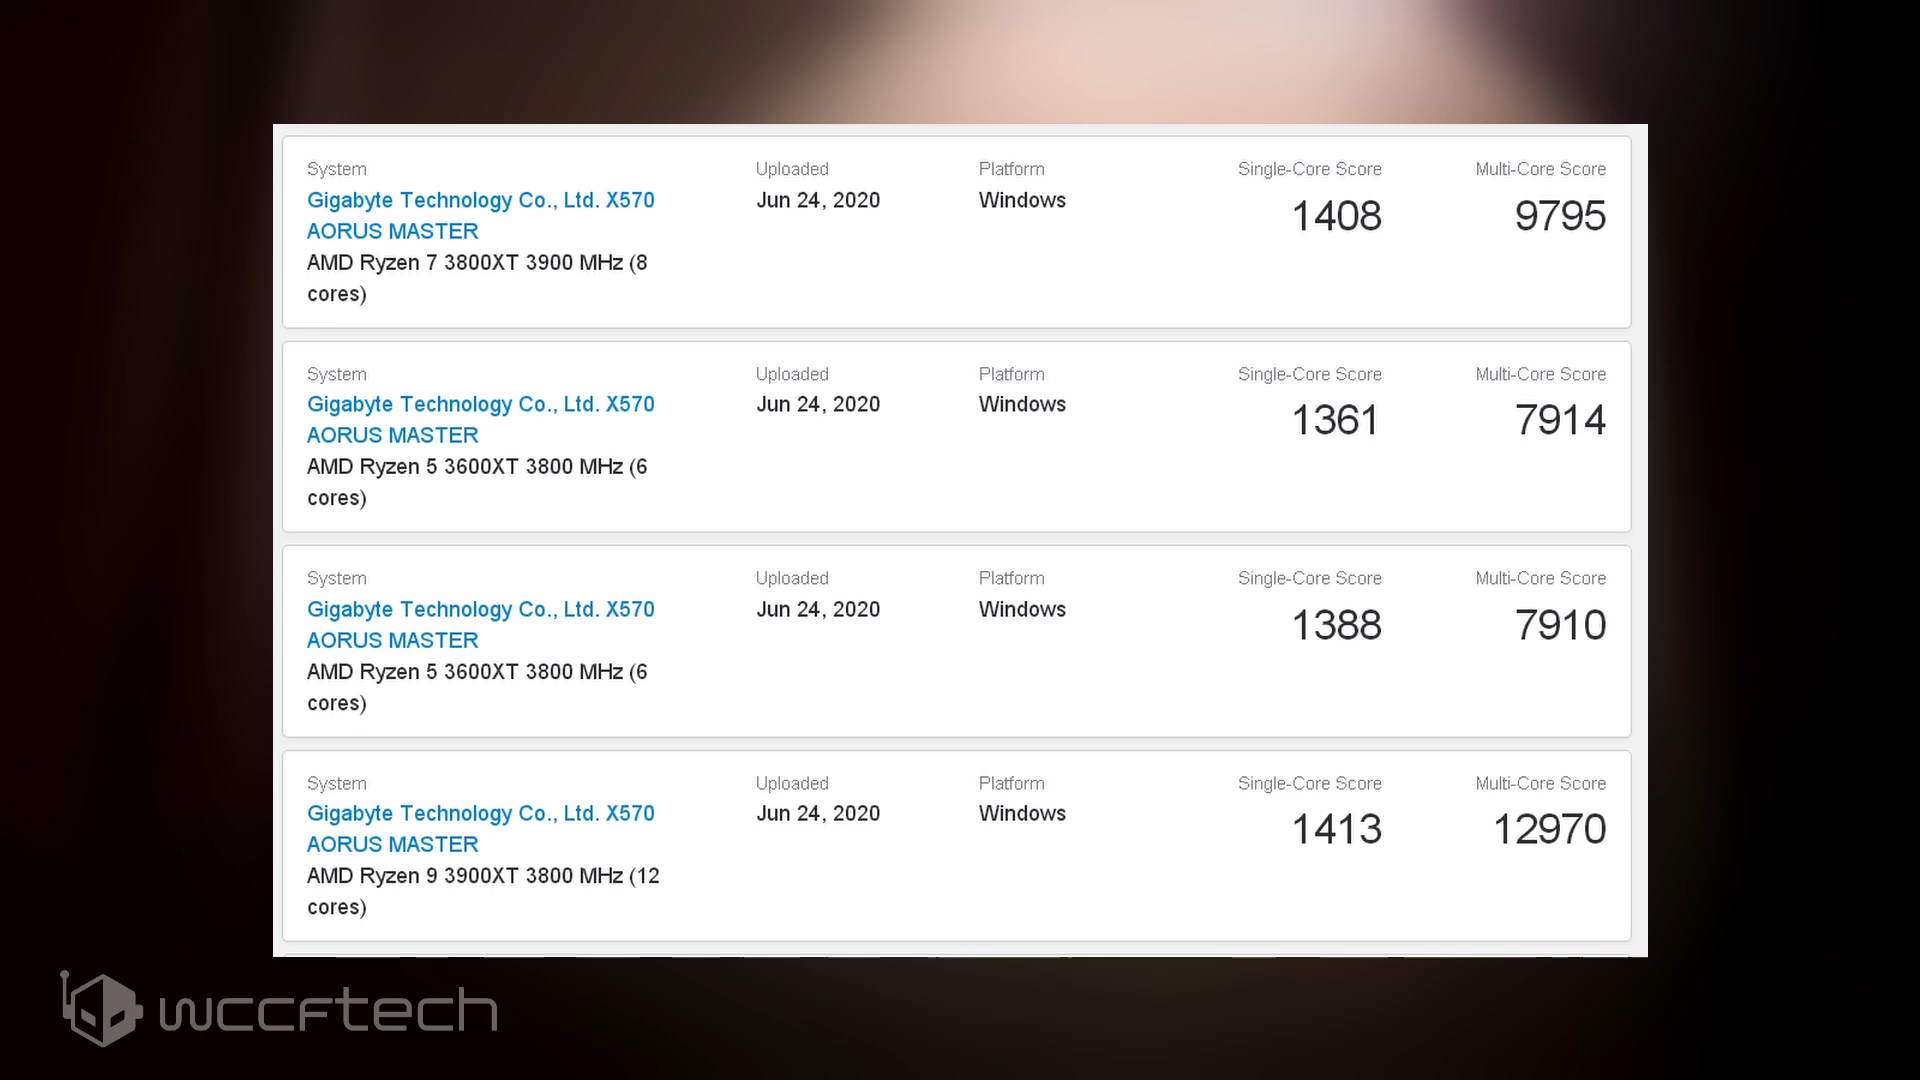 System Uploaded Platform Single-Core Score Multi-Core Score
Gigabyte Technology Co., Ltd. X570 Jun 24, 2020 Windows 1408 9795
AORUS MASTER
AMD Ryzen 7 3800XT 3900 MHz (8
cores)
System Uploaded Platform Single-Core Score Multi-Core Score
Gigabyte Technology Co., Ltd. X570 Jun 24, 2020 Windows 1361 7914
AORUS MASTER
AMD Ryzen 5 3600XT 3800 MHz (6
cores)
System Uploaded Platform Single-Core Score Multi-Core Score
Gigabyte Technology Co., Ltd. X570 Jun 24, 2020 Windows 1388 7910
AORUS MASTER
AMD Ryzen 5 3600XT 3800 MHz (6
cores)
System Uploaded Platform Single-Core Score Multi-Core Score
Gigabyte Technology Co., Ltd. X570 Jun 24, 2020 Windows 1413 12970
AORUS MASTER
AMD Ryzen 9 3900XT 3800 MHz (12
cores)
wccftech